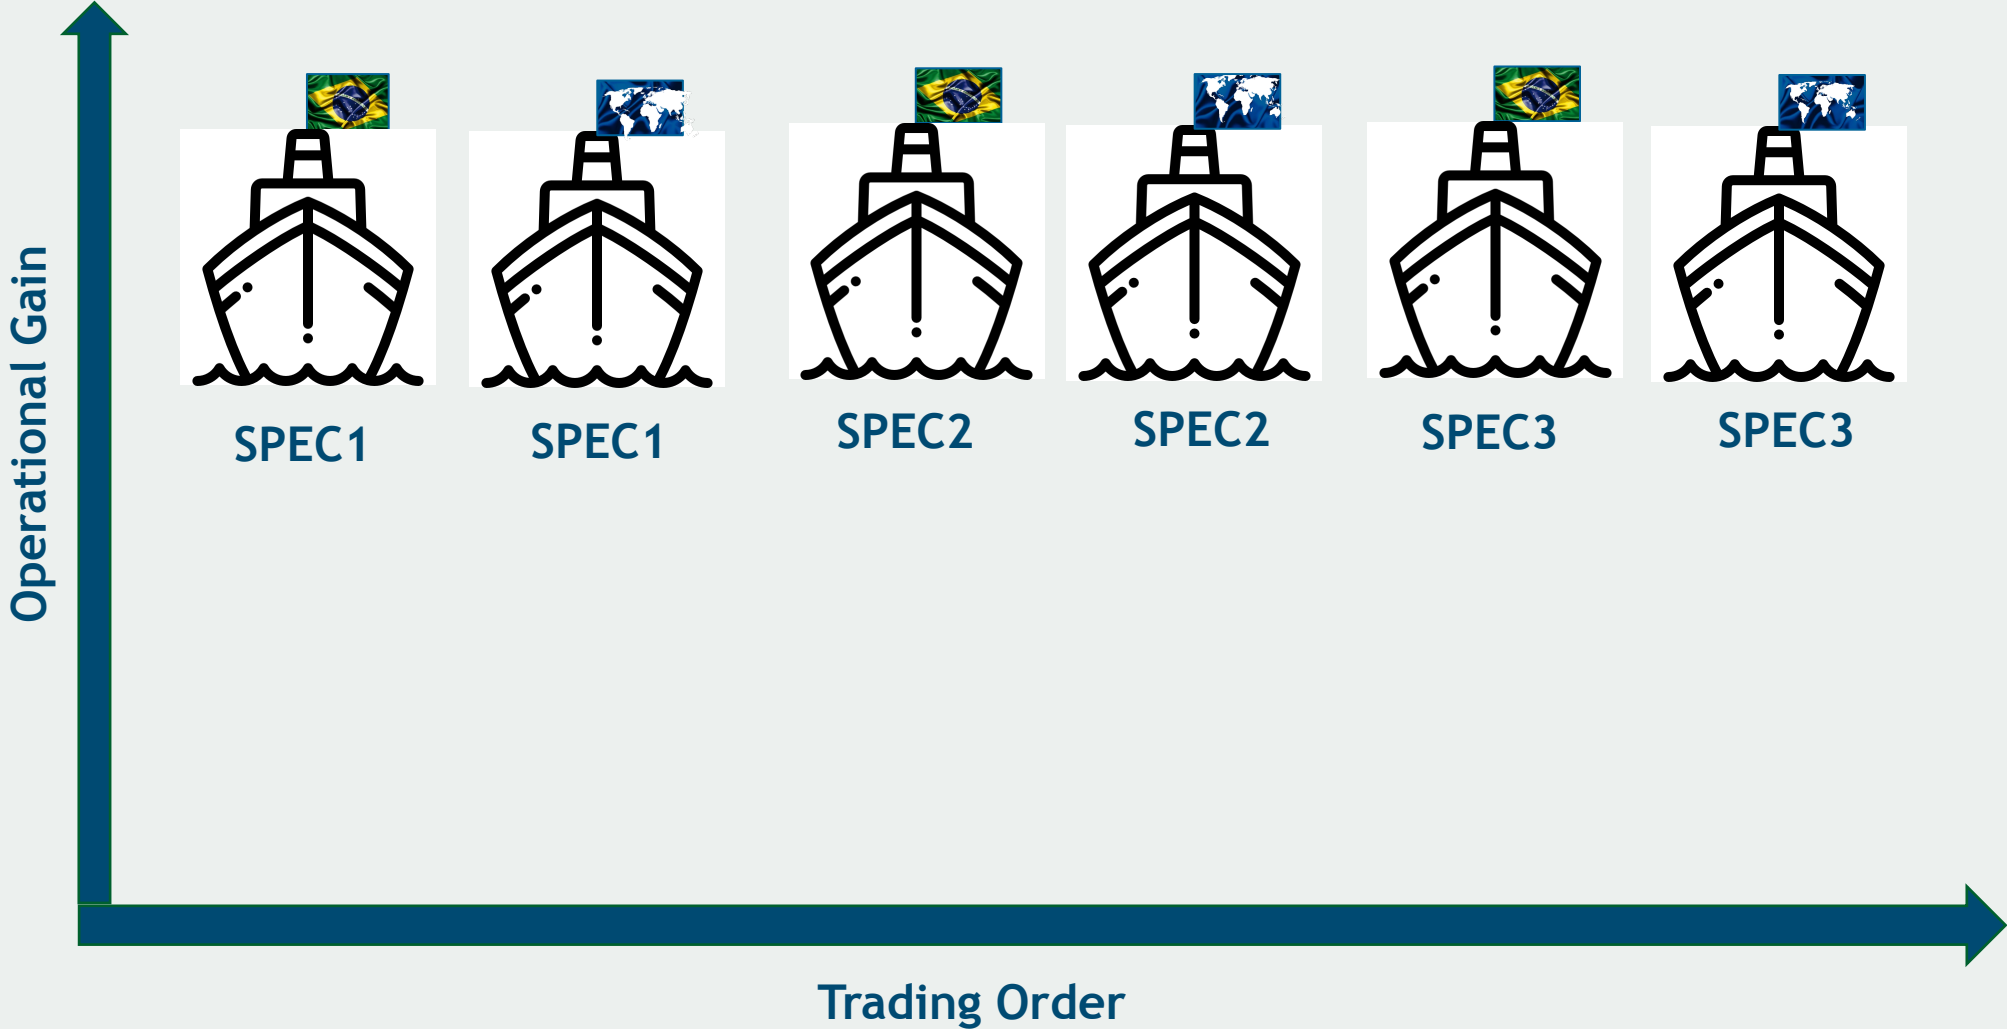 Operational Gain
SPEC1
SPEC1
SPEC2
SPEC2
SPEC3
SPEC3
Trading Order